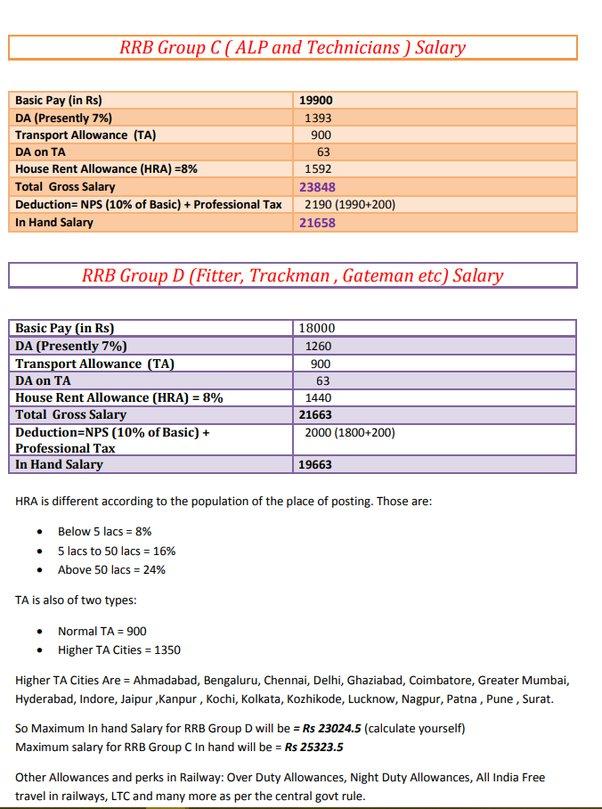 RRB Group C ( ALP and Technicians ) Salary
Basic Pay (in Rs) 19900
DA (Presently 7%) 1393
Transport Allowance (TA) 900
DA on TA 63
House Rent Allowance (HRA) =8% 1592
Total Gross Salary 23848
Deduction= NPS (10% of Basic) + Professional Tax 2190 (1990+200)
In Hand Salary 21658
RRB Group D (Fitter, Trackman , Gateman etc) Salary
Basic Pay (in Rs) 18000
DA (Presently 7%) 1260
Transport Allowance (TA) 900
DA on TA 63
House Rent Allowance (HRA) = 8% 1440
Total Gross Salary 21663
Deduction=NPS (10% of Basic) + 2000 (1800+200)
Professional Tax
In Hand Salary 19663
HRA is different according to the population of the place of posting. Those are:
• Below 5 lacs = 8%
• 5 lacs to 50 lacs = 16%
• Above 50 lacs = 24%
TA is also of two types:
• Normal TA = 900
• Higher TA Cities = 1350
Higher TA Cities Are = Ahmadabad, Bengaluru, Chennai, Delhi, Ghaziabad, Coimbatore, Greater Mumbai,
Hyderabad, Indore, Jaipur ,Kanpur , Kochi, Kolkata, Kozhikode, Lucknow, Nagpur, Patna , Pune , Surat.
So Maximum In hand Salary for RRB Group D will be = Rs 23024.5 (calculate yourself)
Maximum salary for RRB Group C In hand will be = Rs 25323.5
Other Allowances and perks in Railway: Over Duty Allowances, Night Duty Allowances, All India Free
travel in railways, LTC and many more as per the central govt rule.